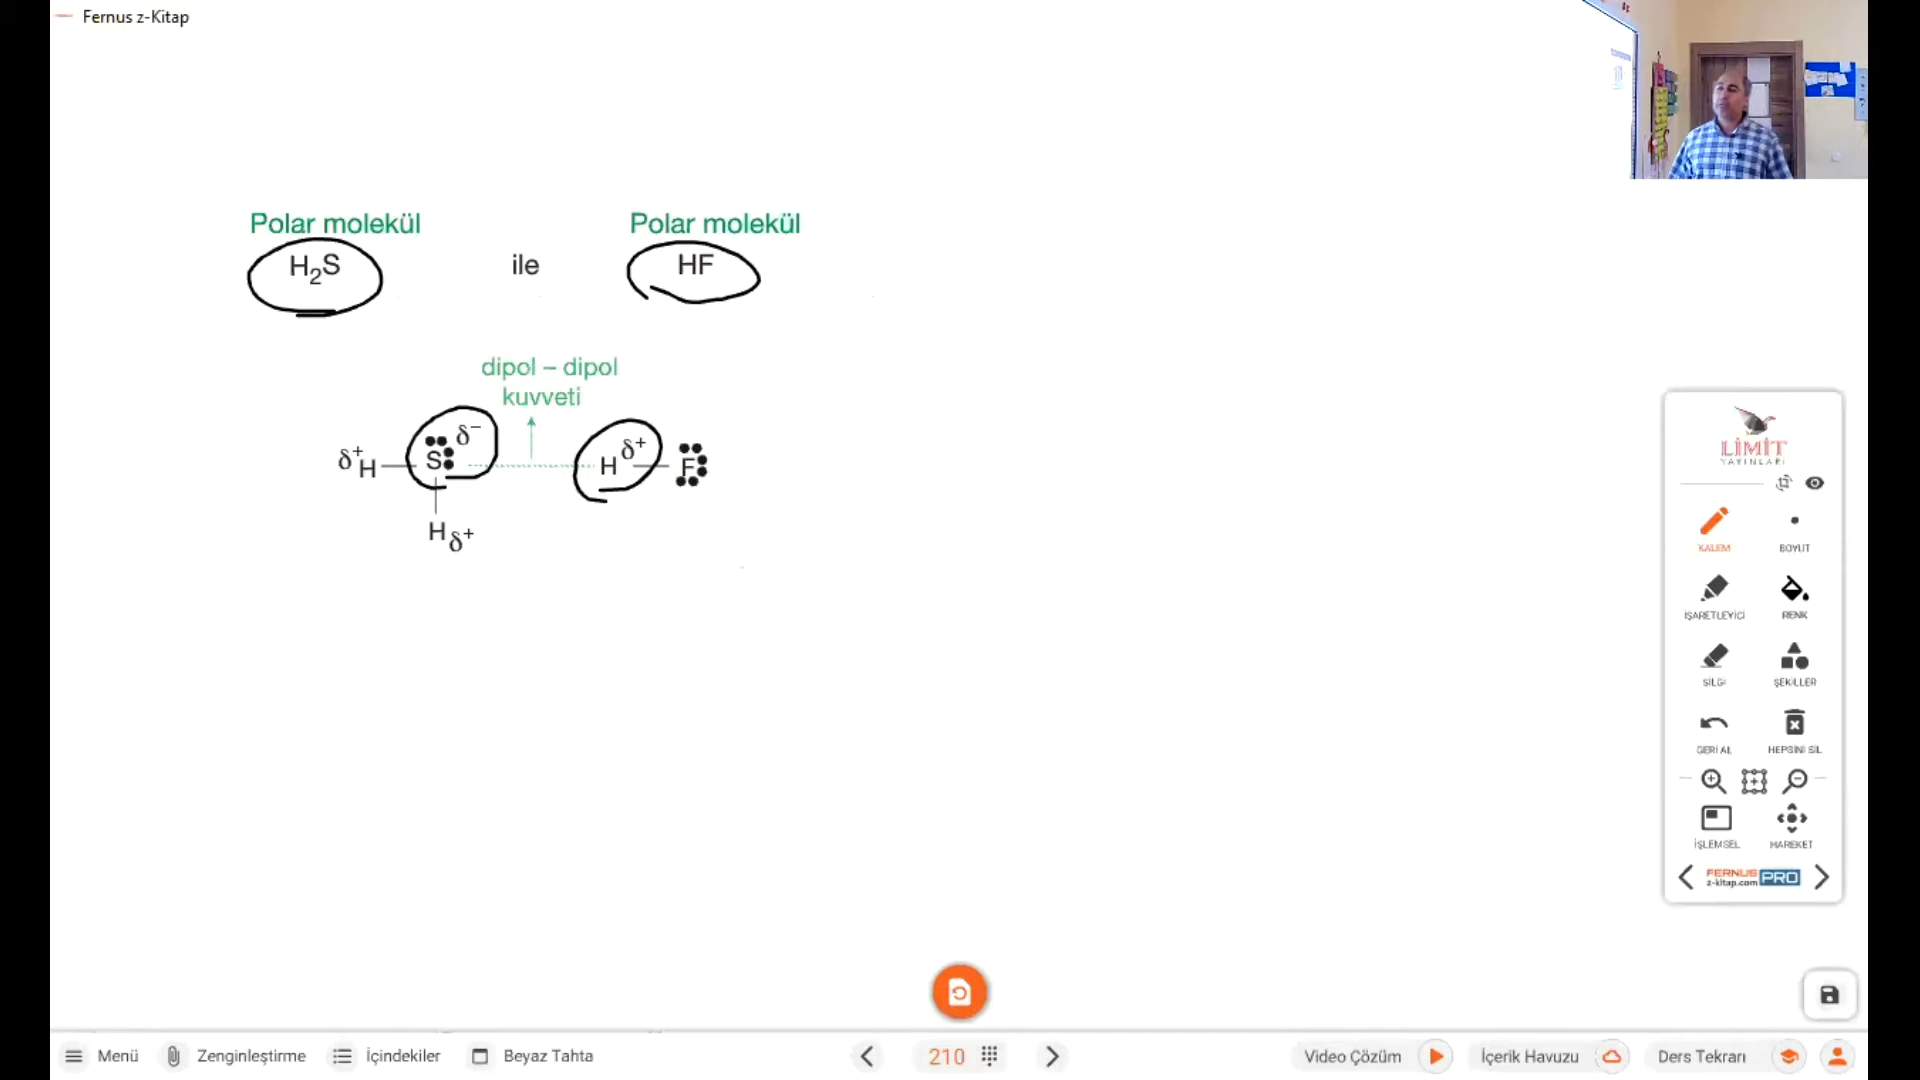 Fernus z-Kitap
Polar molekül
Polar molekül
H₂S ile HF
dipol – dipol
kuvveti
δ⁺ H S δ⁻ H δ⁺ F
H δ⁺
LİMİT
YAYINLARI
KALEM BOYUT
İŞARETLEYİCİ RENK
SİLGİ ŞEKİLLER
GERİ AL HEPSİNİ SİL
İŞLEMSEL HAREKET
FERNUS
z-kitap.com PRO
Menü Zenginleştirme İçindekiler Beyaz Tahta 210 Video Çözüm İçerik Havuzu Ders Tekrarı